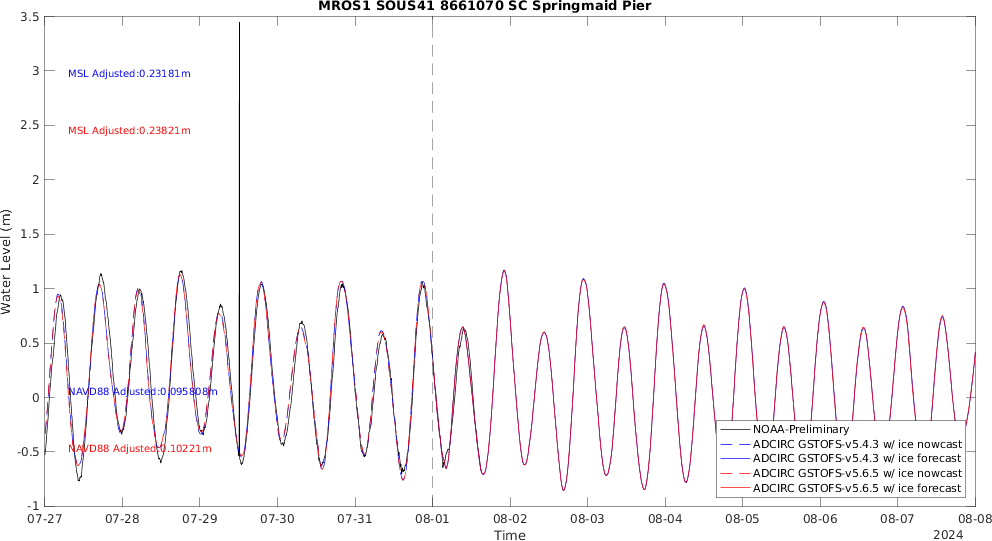 MROS1 SOUS41 8661070 SC Springmaid Pier
3.5
3
2.5
2
1.5
1
0.5
0
-0.5
-1
Water Level (m)
MSL Adjusted:0.23181m
MSL Adjusted:0.23821m
NAVD88 Adjusted:0.095808m
NAVD88 Adjusted:0.10221m
NOAA-Preliminary
ADCIRC GSTOFS-v5.4.3 w/ ice nowcast
ADCIRC GSTOFS-v5.4.3 w/ ice forecast
ADCIRC GSTOFS-v5.6.5 w/ ice nowcast
ADCIRC GSTOFS-v5.6.5 w/ ice forecast
07-27 07-28 07-29 07-30 07-31 08-01 08-02 08-03 08-04 08-05 08-06 08-07 08-08
Time
2024